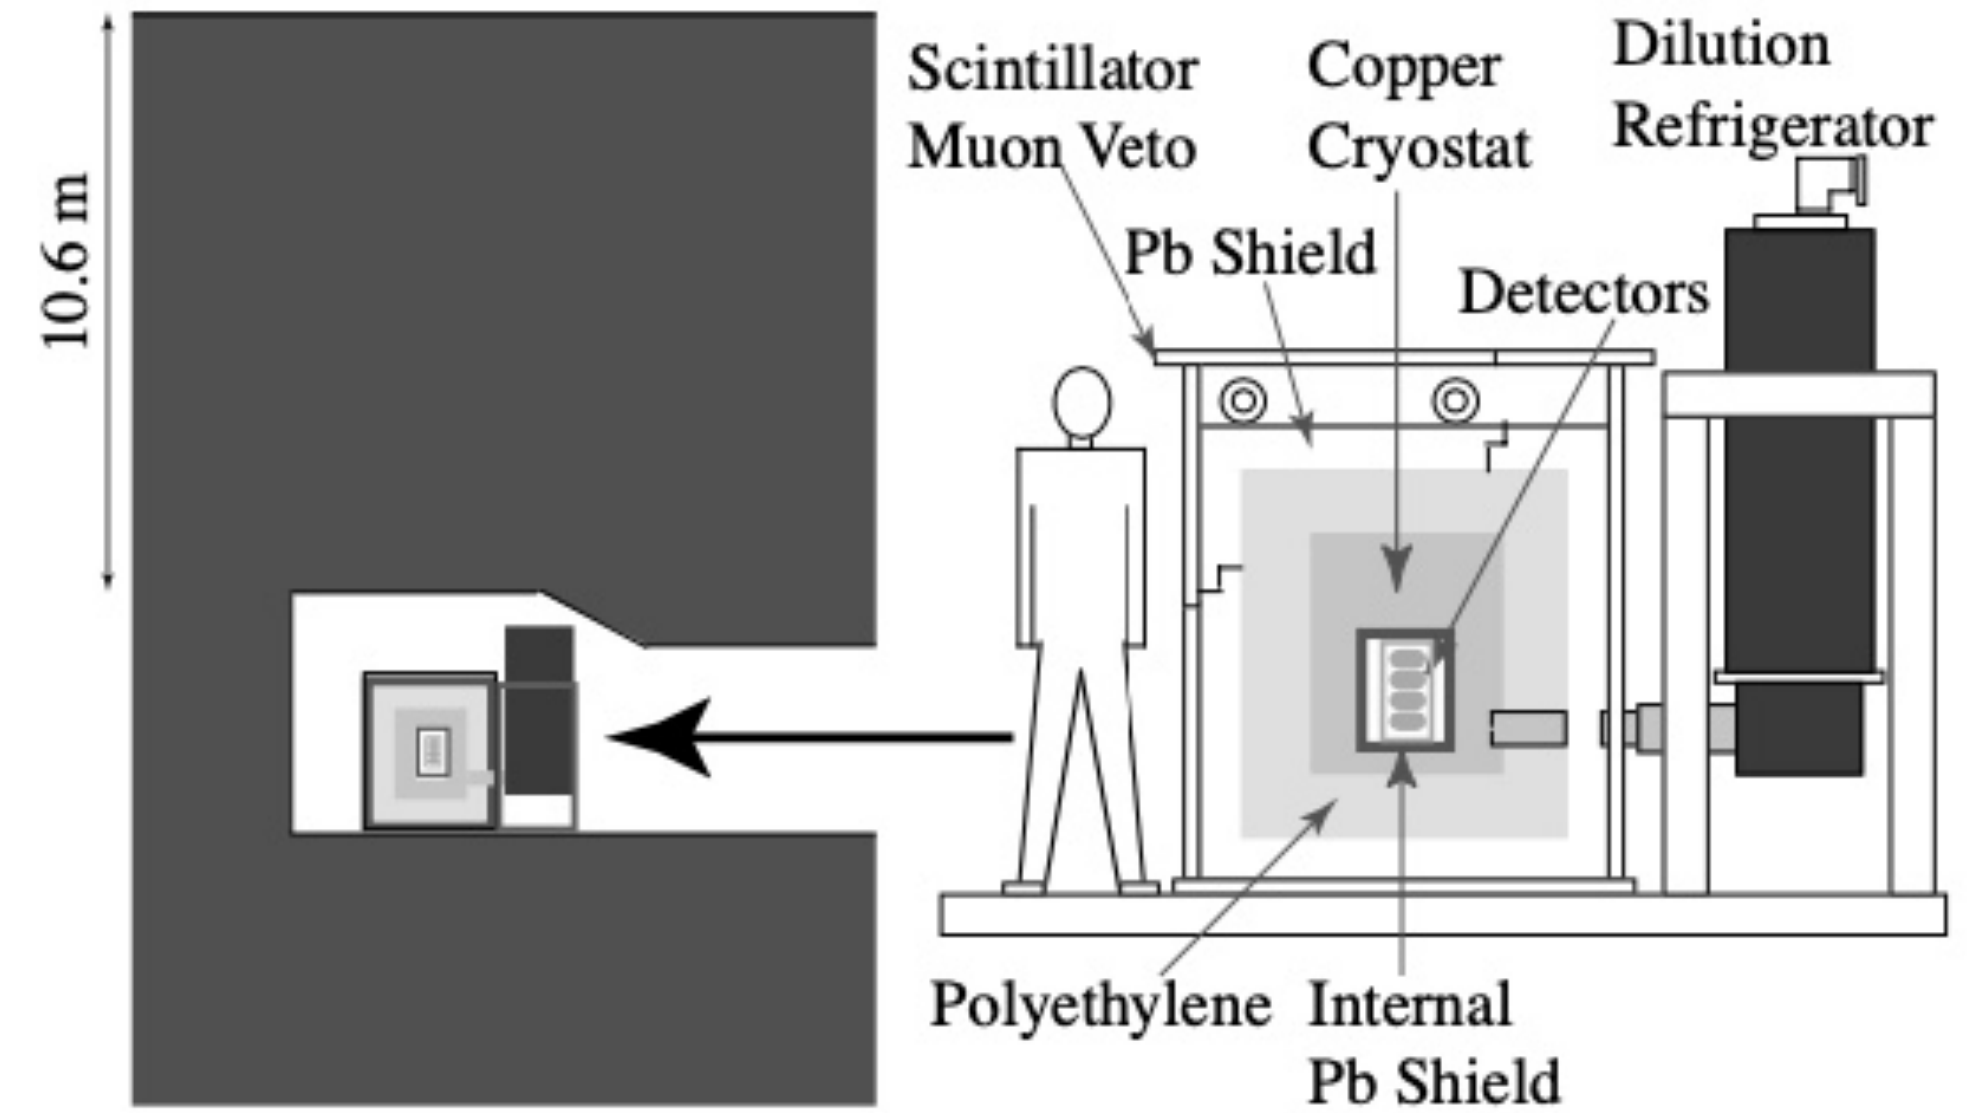 10.6 m
Scintillator
Muon Veto
Copper
Cryostat
Dilution
Refrigerator
Pb Shield
Detectors
Polyethylene
Internal
Pb Shield